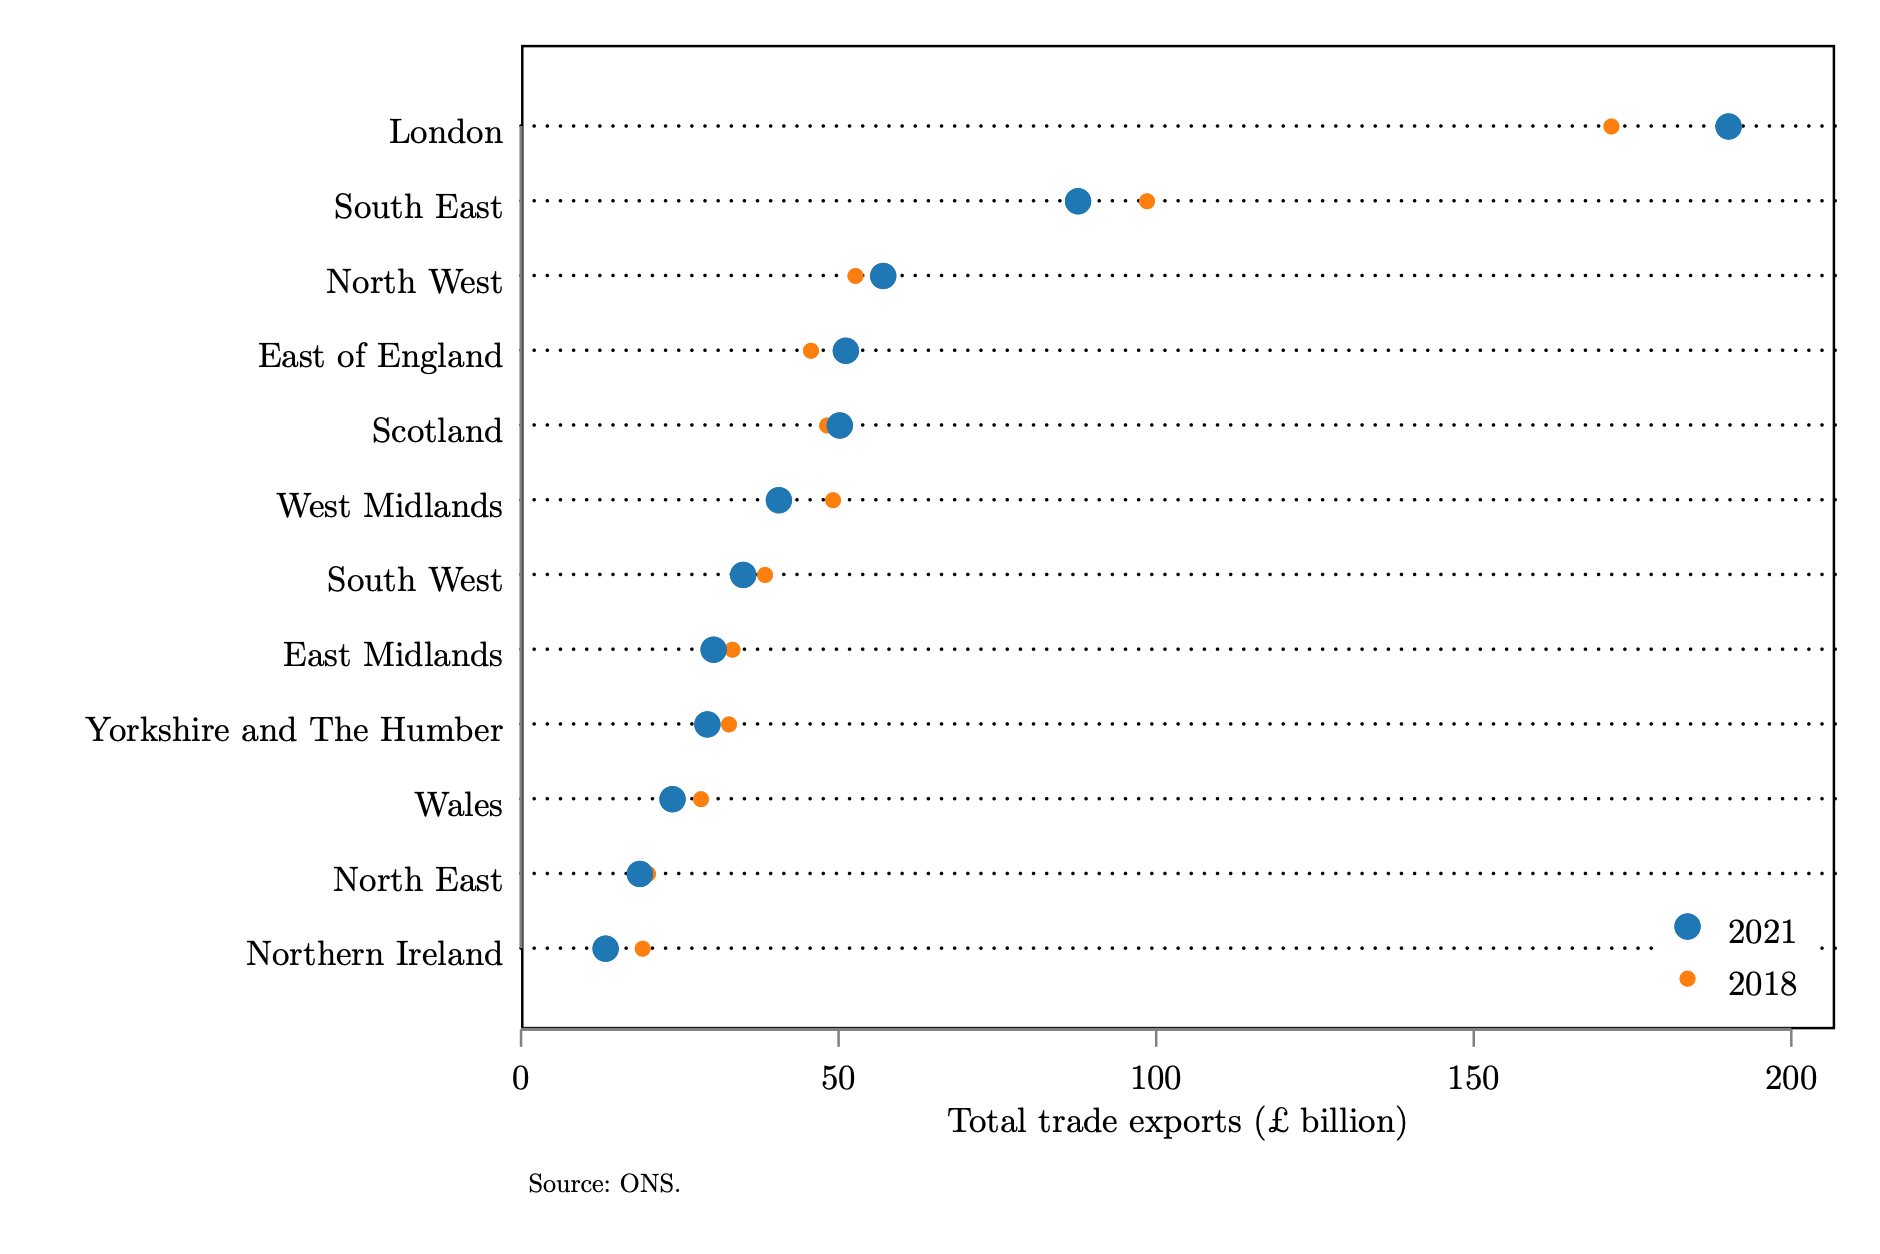 London
South East
North West
East of England
Scotland
West Midlands
South West
East Midlands
Yorkshire and The Humber
Wales
North East
Northern Ireland
2021
2018
0 50 100 150 200
Total trade exports (£ billion)
Source: ONS.